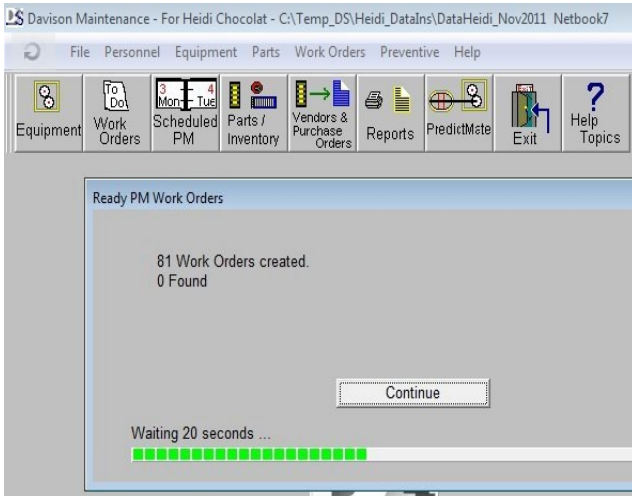 Davison Maintenance - For Heidi Chocolat - C:\Temp_DS\Heidi_DataIns\DataHeidi_Nov2011 Netbook7
File Personnel Equipment Parts Work Orders Preventive Help
To Do
3 4
Mon Tue
Equipment
Work Orders
Scheduled PM
Parts / Inventory
Vendors & Purchase Orders
Reports
PredictMate
Exit
Help Topics
Ready PM Work Orders
81 Work Orders created.
0 Found
Continue
Waiting 20 seconds ...